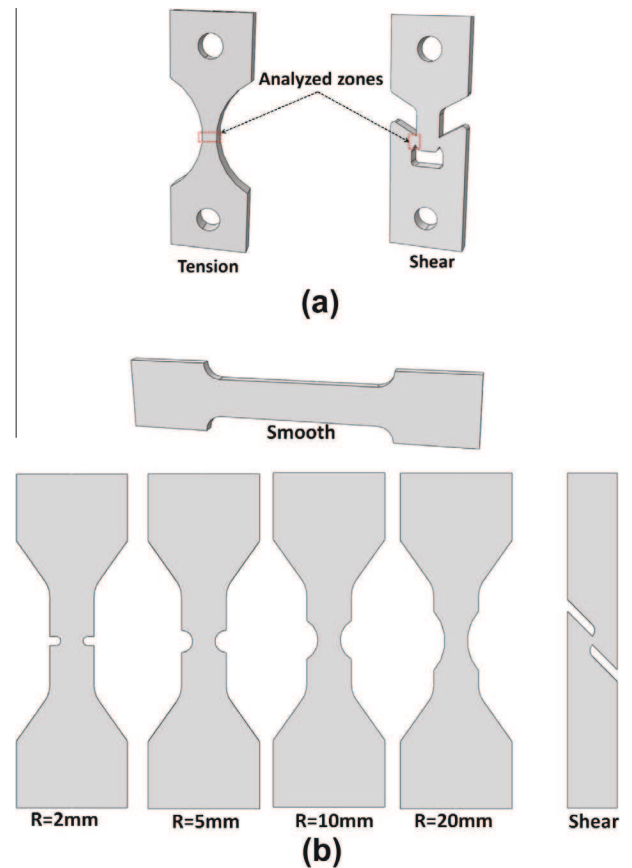 Analyzed zones
Tension
Shear
(a)
Smooth
R=2mm
R=5mm
R=10mm
R=20mm
Shear
(b)